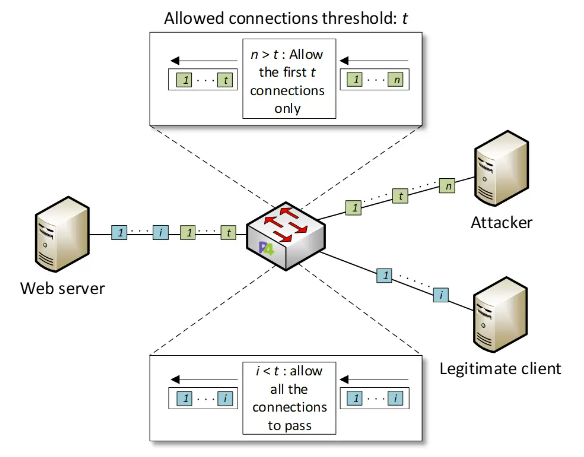 Allowed connections threshold: t
n > t : Allow
the first t
connections
only
1 · · · t
1 · · · n
1
t
n
Attacker
1
i
1
t
P4
Web server
1
i
Legitimate client
i < t : allow
all the
connections
to pass
1 · · · i
1 · · · i